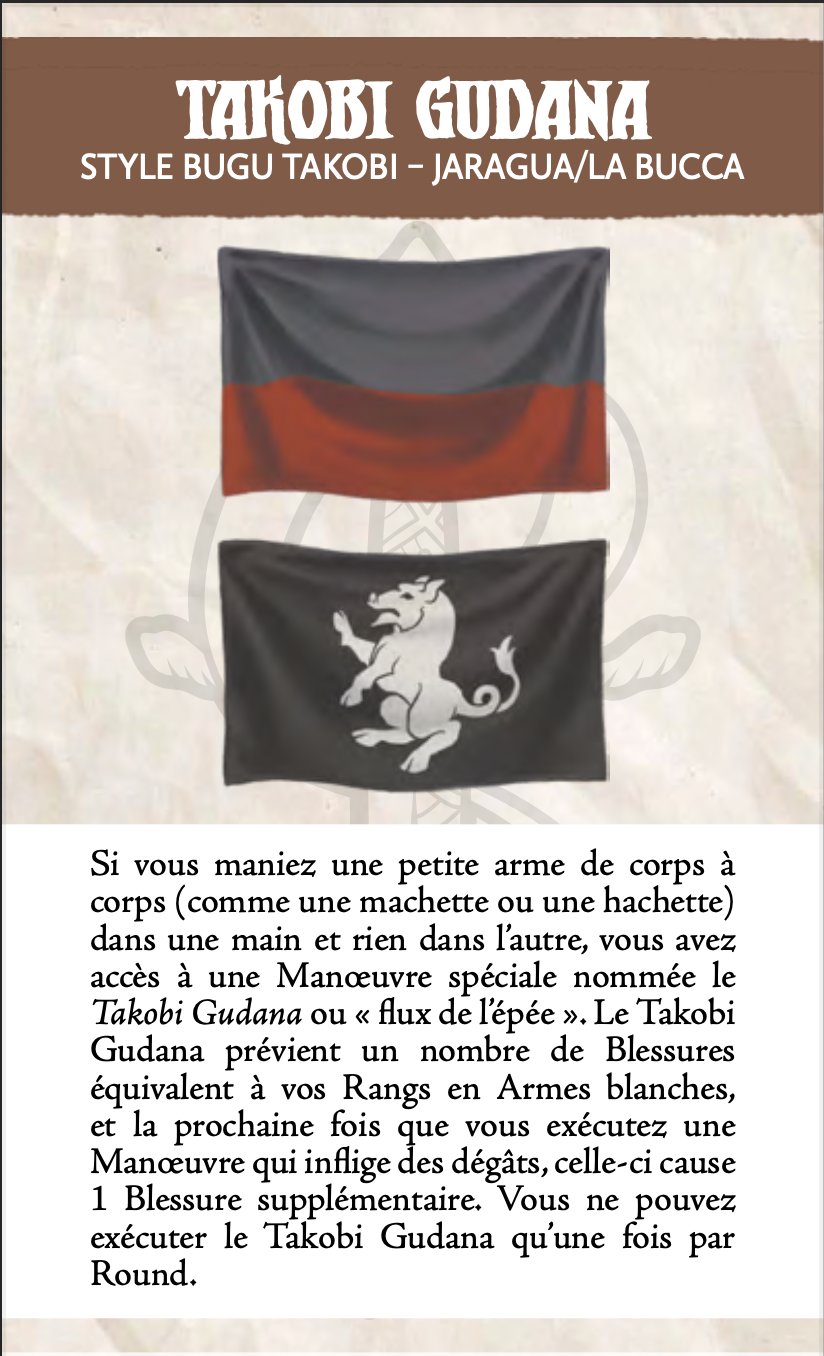 TAKOBI GUDANA
STYLE BUGU TAKOBI – JARAGUA/LA BUCCA
Si vous maniez une petite arme de corps à
corps (comme une machette ou une hachette)
dans une main et rien dans l’autre, vous avez
accès à une Manœuvre spéciale nommée le
Takobi Gudana ou « flux de l’épée ». Le Takobi
Gudana prévient un nombre de Blessures
équivalent à vos Rangs en Armes blanches,
et la prochaine fois que vous exécutez une
Manœuvre qui inflige des dégâts, celle-ci cause
1 Blessure supplémentaire. Vous ne pouvez
exécuter le Takobi Gudana qu’une fois par
Round.